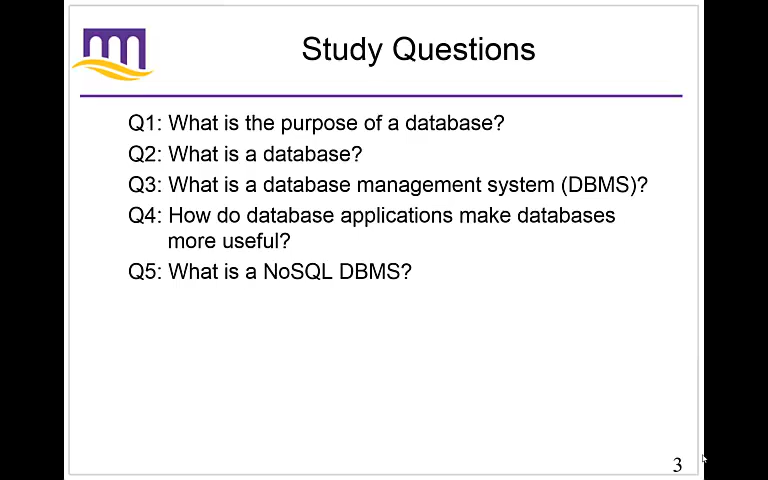 Study Questions
Q1: What is the purpose of a database?
Q2: What is a database?
Q3: What is a database management system (DBMS)?
Q4: How do database applications make databases
more useful?
Q5: What is a NoSQL DBMS?
3